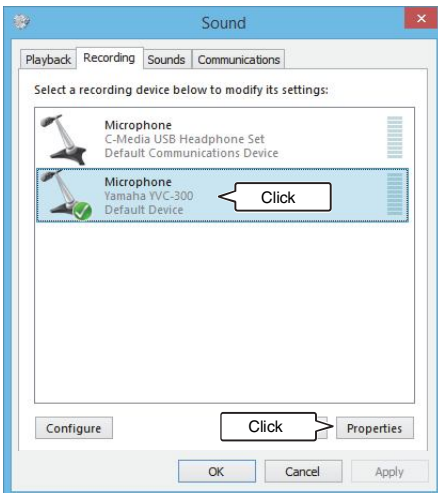 Sound
Playback Recording Sounds Communications
Select a recording device below to modify its settings:
Microphone
C-Media USB Headphone Set
Default Communications Device
Microphone
Yamaha YVC-300
Default Device
Click
Configure
Click
Properties
OK Cancel Apply